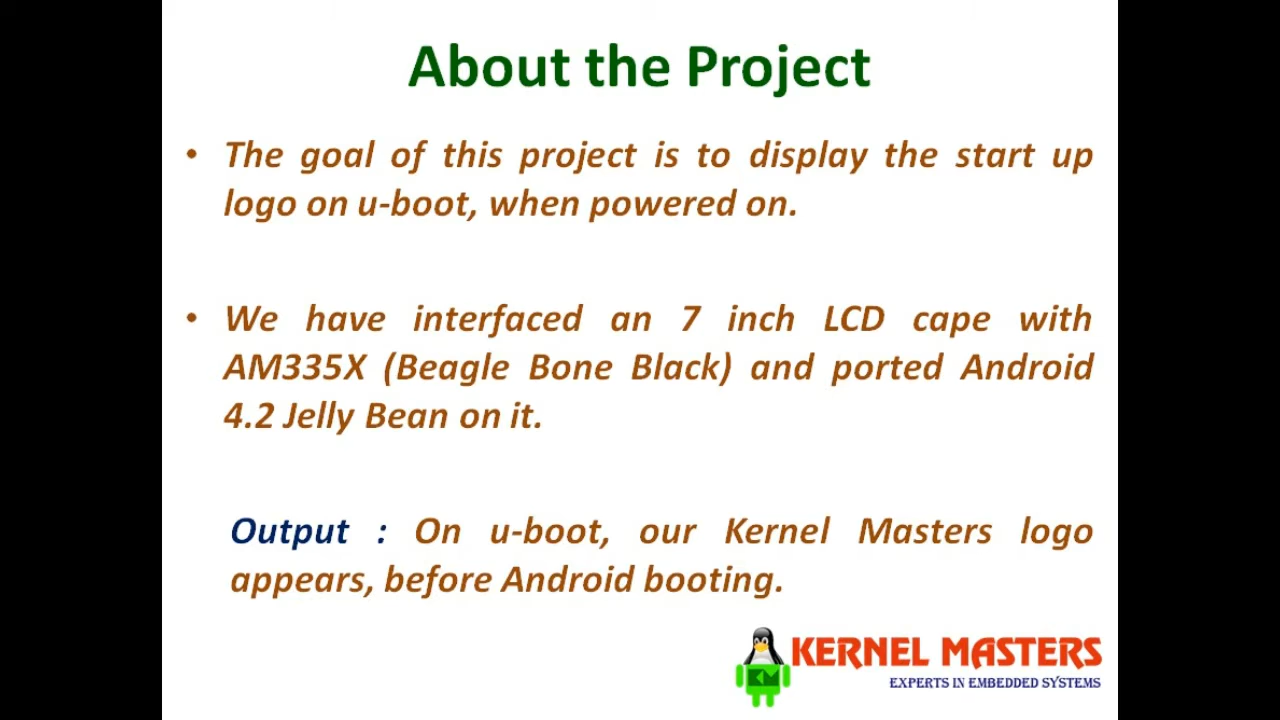 About the Project
• The goal of this project is to display the start up
logo on u-boot, when powered on.
• We have interfaced an 7 inch LCD cape with
AM335X (Beagle Bone Black) and ported Android
4.2 Jelly Bean on it.
Output : On u-boot, our Kernel Masters logo
appears, before Android booting.
KERNEL MASTERS
EXPERTS IN EMBEDDED SYSTEMS